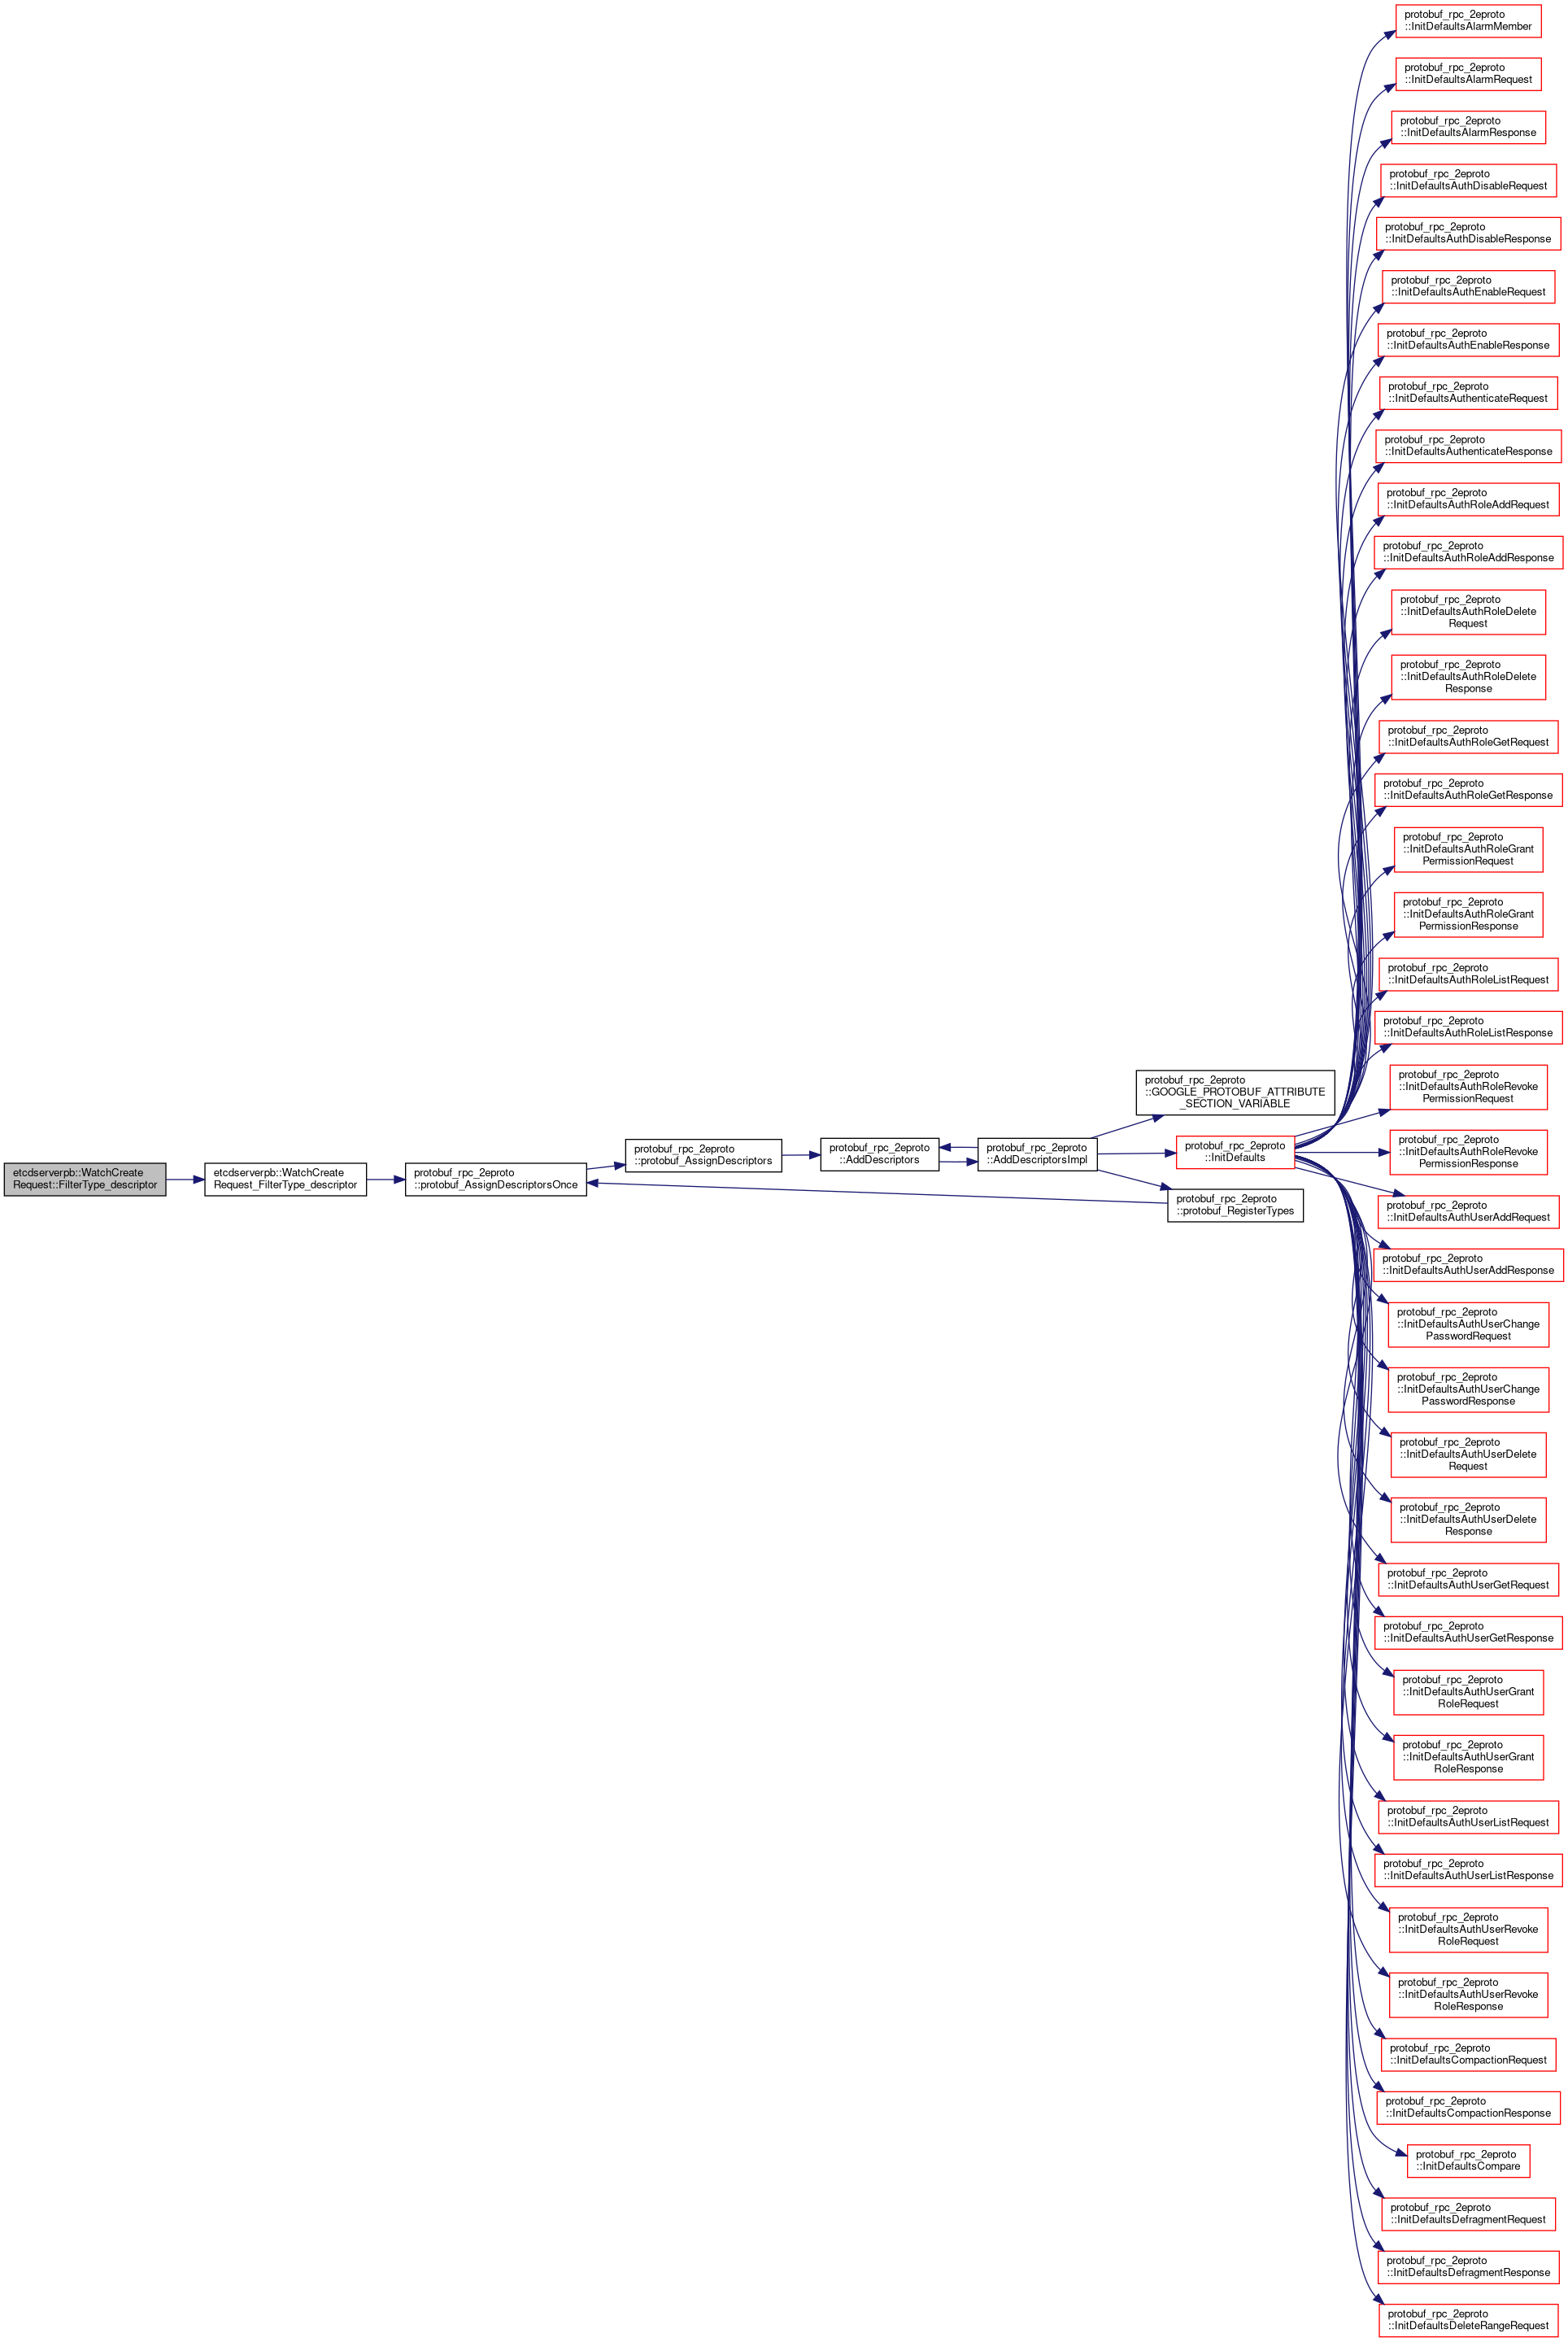 protobuf_rpc_2eproto
::InitDefaultsAlarmMember
protobuf_rpc_2eproto
::InitDefaultsAlarmRequest
protobuf_rpc_2eproto
::InitDefaultsAlarmResponse
protobuf_rpc_2eproto
::InitDefaultsAuthDisableRequest
protobuf_rpc_2eproto
::InitDefaultsAuthDisableResponse
protobuf_rpc_2eproto
::InitDefaultsAuthEnableRequest
protobuf_rpc_2eproto
::InitDefaultsAuthEnableResponse
protobuf_rpc_2eproto
::InitDefaultsAuthenticateRequest
protobuf_rpc_2eproto
::InitDefaultsAuthenticateResponse
protobuf_rpc_2eproto
::InitDefaultsAuthRoleAddRequest
protobuf_rpc_2eproto
::InitDefaultsAuthRoleAddResponse
protobuf_rpc_2eproto
::InitDefaultsAuthRoleDelete
Request
protobuf_rpc_2eproto
::InitDefaultsAuthRoleDelete
Response
protobuf_rpc_2eproto
::InitDefaultsAuthRoleGetRequest
protobuf_rpc_2eproto
::InitDefaultsAuthRoleGetResponse
protobuf_rpc_2eproto
::InitDefaultsAuthRoleGrant
PermissionRequest
protobuf_rpc_2eproto
::InitDefaultsAuthRoleGrant
PermissionResponse
protobuf_rpc_2eproto
::InitDefaultsAuthRoleListRequest
protobuf_rpc_2eproto
::InitDefaultsAuthRoleListResponse
etcdserverpb::WatchCreate
Request::FilterType_descriptor
etcdserverpb::WatchCreate
Request_FilterType_descriptor
protobuf_rpc_2eproto
::protobuf_AssignDescriptorsOnce
protobuf_rpc_2eproto
::protobuf_AssignDescriptors
protobuf_rpc_2eproto
::AddDescriptors
protobuf_rpc_2eproto
::AddDescriptorsImpl
protobuf_rpc_2eproto
::GOOGLE_PROTOBUF_ATTRIBUTE
_SECTION_VARIABLE
protobuf_rpc_2eproto
::InitDefaults
protobuf_rpc_2eproto
::protobuf_RegisterTypes
protobuf_rpc_2eproto
::InitDefaultsAuthRoleRevoke
PermissionRequest
protobuf_rpc_2eproto
::InitDefaultsAuthRoleRevoke
PermissionResponse
protobuf_rpc_2eproto
::InitDefaultsAuthUserAddRequest
protobuf_rpc_2eproto
::InitDefaultsAuthUserAddResponse
protobuf_rpc_2eproto
::InitDefaultsAuthUserChange
PasswordRequest
protobuf_rpc_2eproto
::InitDefaultsAuthUserChange
PasswordResponse
protobuf_rpc_2eproto
::InitDefaultsAuthUserDelete
Request
protobuf_rpc_2eproto
::InitDefaultsAuthUserDelete
Response
protobuf_rpc_2eproto
::InitDefaultsAuthUserGetRequest
protobuf_rpc_2eproto
::InitDefaultsAuthUserGetResponse
protobuf_rpc_2eproto
::InitDefaultsAuthUserGrant
RoleRequest
protobuf_rpc_2eproto
::InitDefaultsAuthUserGrant
RoleResponse
protobuf_rpc_2eproto
::InitDefaultsAuthUserListRequest
protobuf_rpc_2eproto
::InitDefaultsAuthUserListResponse
protobuf_rpc_2eproto
::InitDefaultsAuthUserRevoke
RoleRequest
protobuf_rpc_2eproto
::InitDefaultsAuthUserRevoke
RoleResponse
protobuf_rpc_2eproto
::InitDefaultsCompactionRequest
protobuf_rpc_2eproto
::InitDefaultsCompactionResponse
protobuf_rpc_2eproto
::InitDefaultsCompare
protobuf_rpc_2eproto
::InitDefaultsDefragmentRequest
protobuf_rpc_2eproto
::InitDefaultsDefragmentResponse
protobuf_rpc_2eproto
::InitDefaultsDeleteRangeRequest